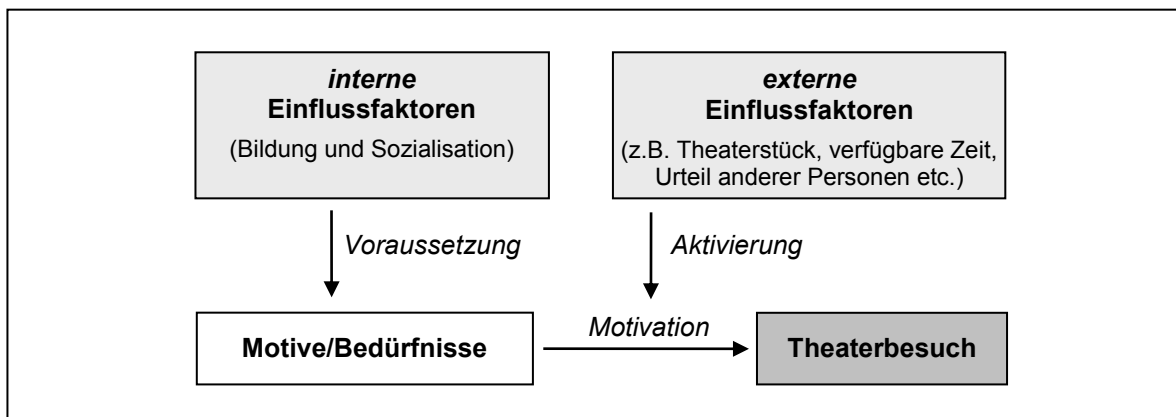 interne
Einflussfaktoren
(Bildung und Sozialisation)
externe
Einflussfaktoren
(z.B. Theaterstück, verfügbare Zeit,
Urteil anderer Personen etc.)
Voraussetzung
Aktivierung
Motive/Bedürfnisse
Motivation
Theaterbesuch